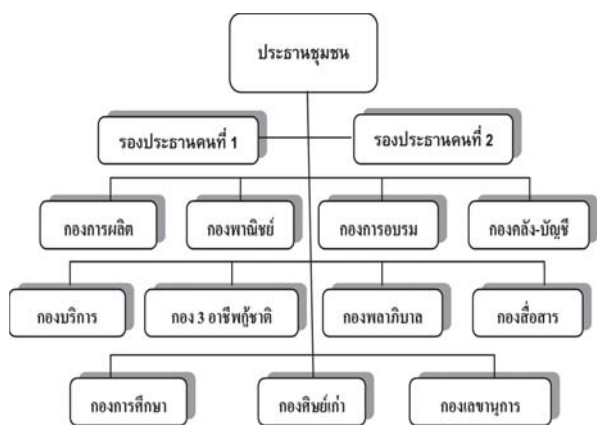 ประธานชุมชน
รองประธานคนที่ 1
รองประธานคนที่ 2
กองการผลิต
กองพาณิชย์
กองการอบรม
กองคลัง-บัญชี
กองบริการ
กอง 3 อาชีพกู้ชาติ
กองพลาภิบาล
กองสื่อสาร
กองการศึกษา
กองศิษย์เก่า
กองเลขานุการ